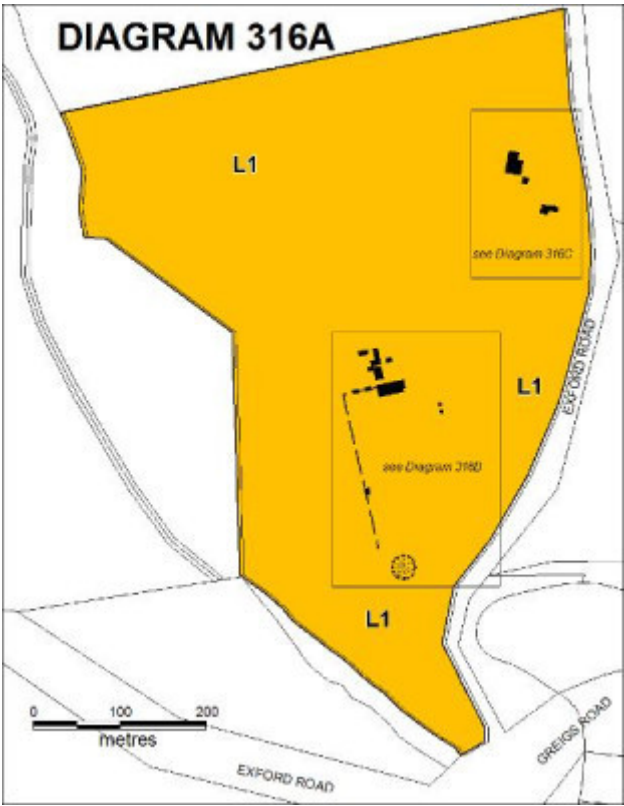 DIAGRAM 316A
L1
see Diagram 316C
EXFORD ROAD
L1
see Diagram 316B
L1
0 100 200
metres
GREIGS ROAD
EXFORD ROAD